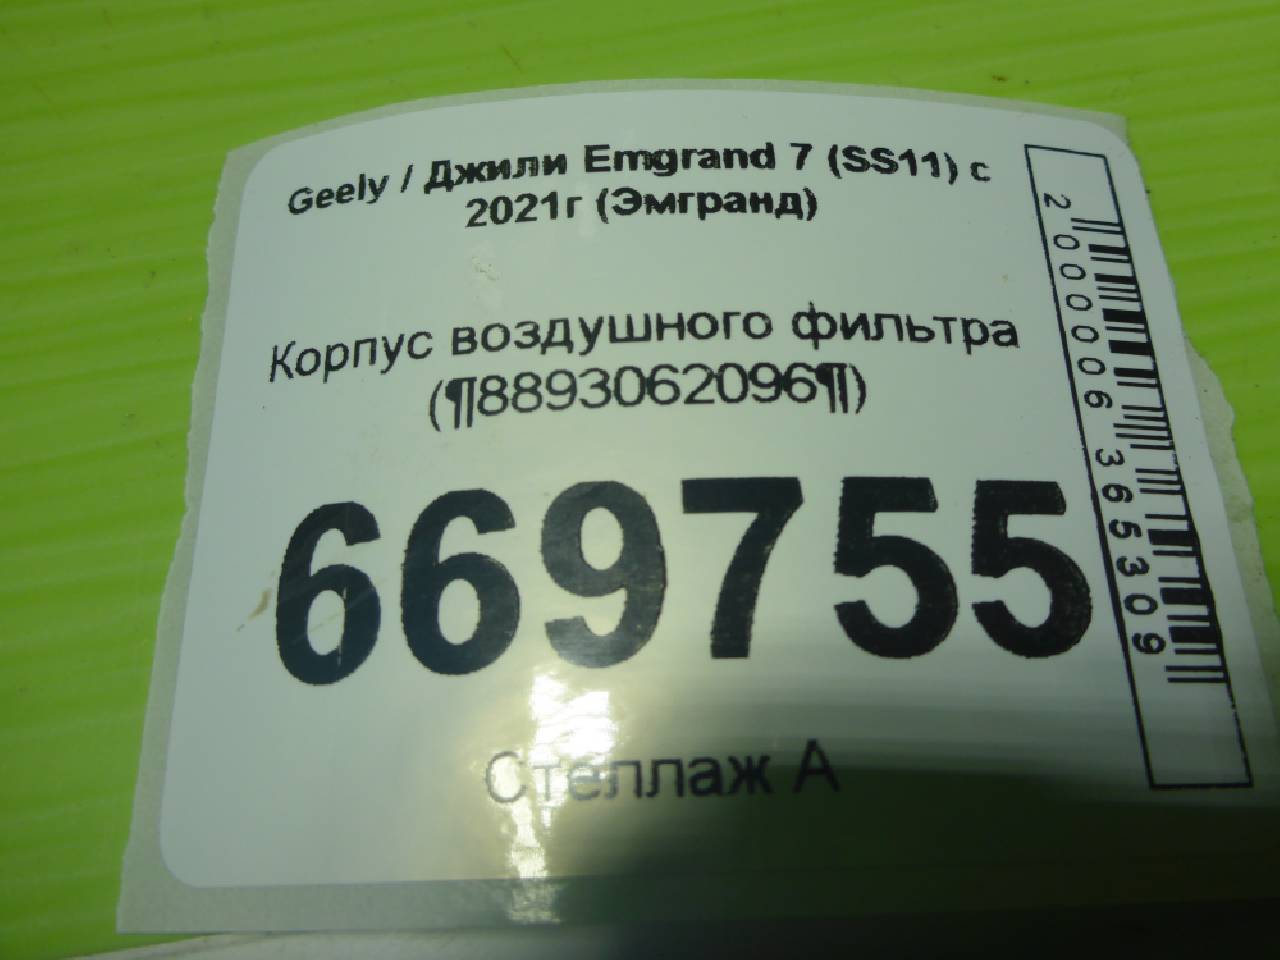 Geely / Джили Emgrand 7 (SS11) с
2021г (Эмгранд)
Корпус воздушного фильтра
(¶8893062096¶)
669755
Стеллаж А
2000006365309